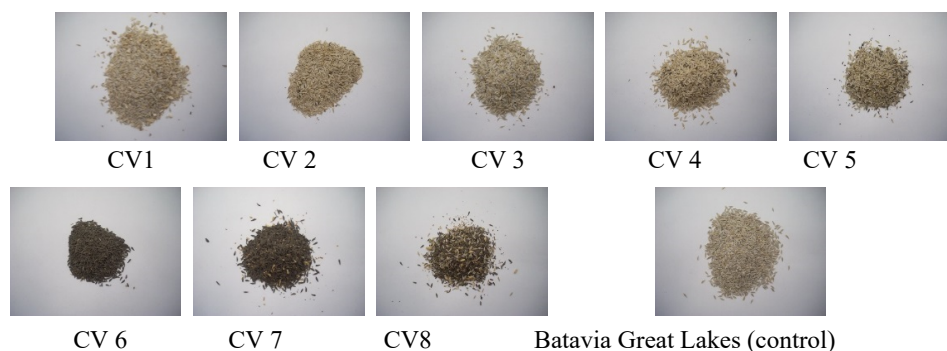 CV1 CV 2 CV 3 CV 4 CV 5
CV 6 CV 7 CV8 Batavia Great Lakes (control)